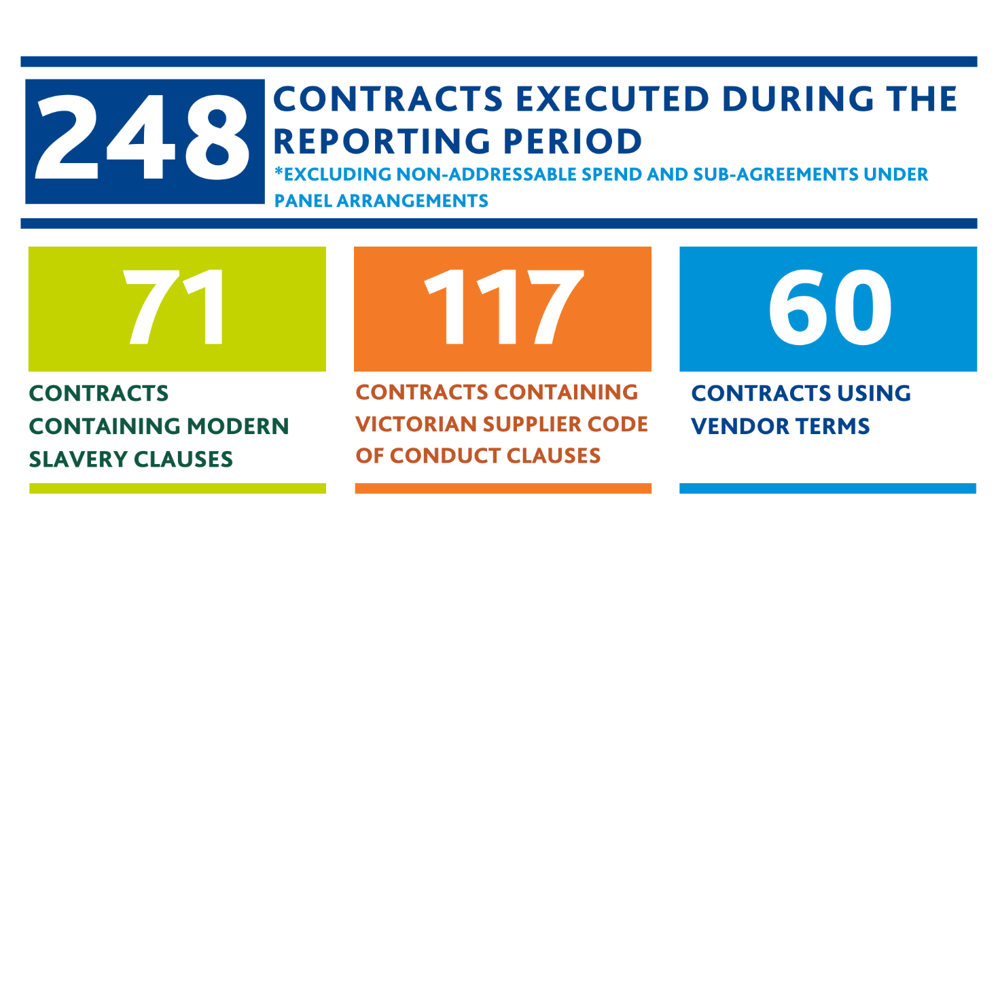 248
CONTRACTS EXECUTED DURING THE
REPORTING PERIOD
*EXCLUDING NON-ADDRESSABLE SPEND AND SUB-AGREEMENTS UNDER
PANEL ARRANGEMENTS
71
CONTRACTS
CONTAINING MODERN
SLAVERY CLAUSES
117
CONTRACTS CONTAINING
VICTORIAN SUPPLIER CODE
OF CONDUCT CLAUSES
60
CONTRACTS USING
VENDOR TERMS